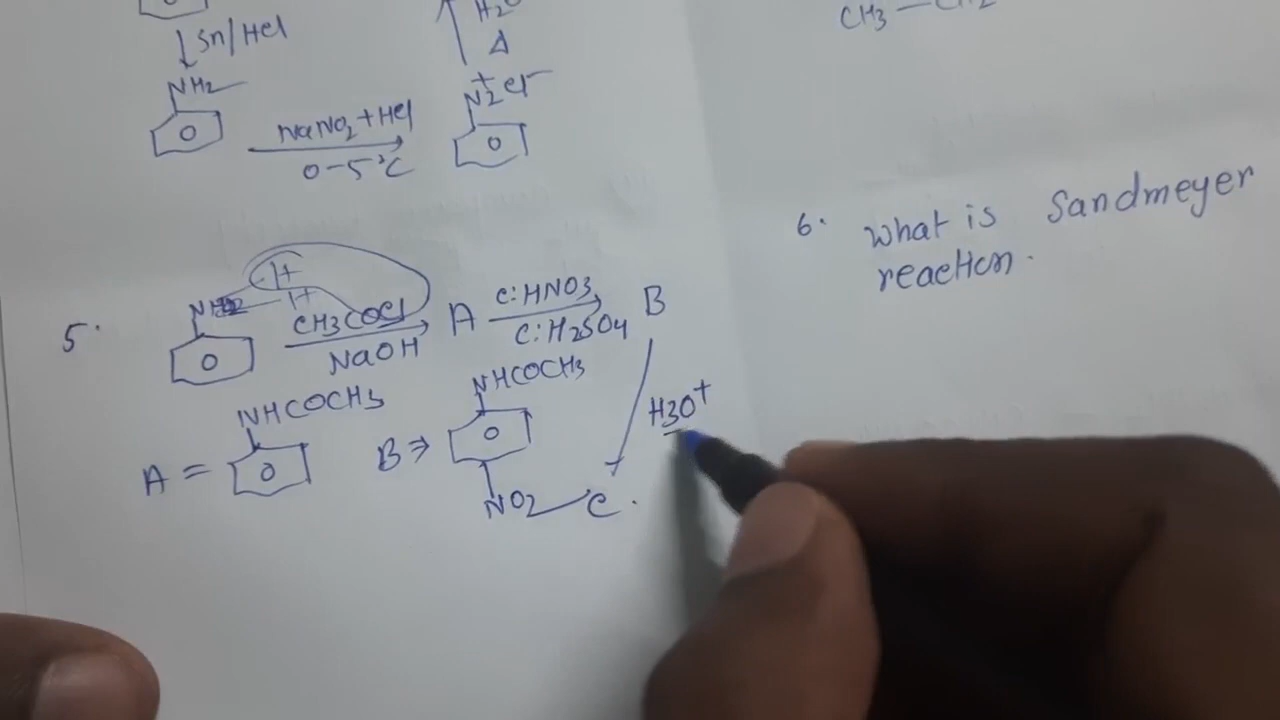 Sn/HCl
H2O
Δ
CH3 — CH2
NH2
NaNO2 + HCl
0-5°C
N2+ Cl-
5.
H
H
CH3COCl
NaOH
A
C:HNO3
C:H2SO4
B
6. What is Sandmeyer
reaction.
NHCOCH3
A =
B ⇒
NHCOCH3
NO2
H3O+
C.